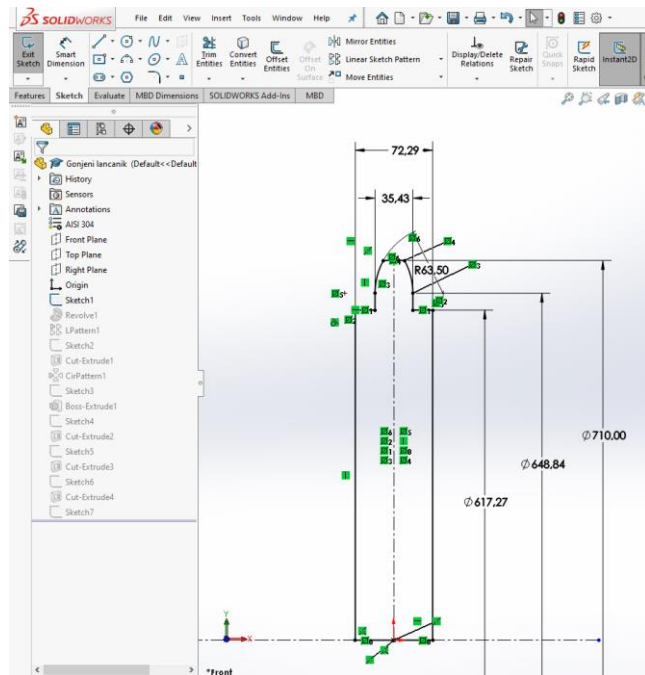 SOLIDWORKS File Edit View Insert Tools Window Help
Exit Sketch
Smart Dimension
Trim Entities
Convert Entities
Offset Entities
Offset On Surface
Mirror Entities
Linear Sketch Pattern
Move Entities
Display/Delete Relations
Repair Sketch
Quick Snaps
Rapid Sketch
Instant2D
Features Sketch Evaluate MBD Dimensions SOLIDWORKS Add-Ins MBD
Gonjeni lancanik (Default<<Default
History
Sensors
Annotations
AISI 304
Front Plane
Top Plane
Right Plane
Origin
Sketch1
Revolve1
LPattern1
Sketch2
Cut-Extrude1
CirPattern1
Sketch3
Boss-Extrude1
Sketch4
Cut-Extrude2
Sketch5
Cut-Extrude3
Sketch6
Cut-Extrude4
Sketch7
72,29
35,43
R63,50
∅710,00
∅648,84
∅617,27
Y
X
*Front